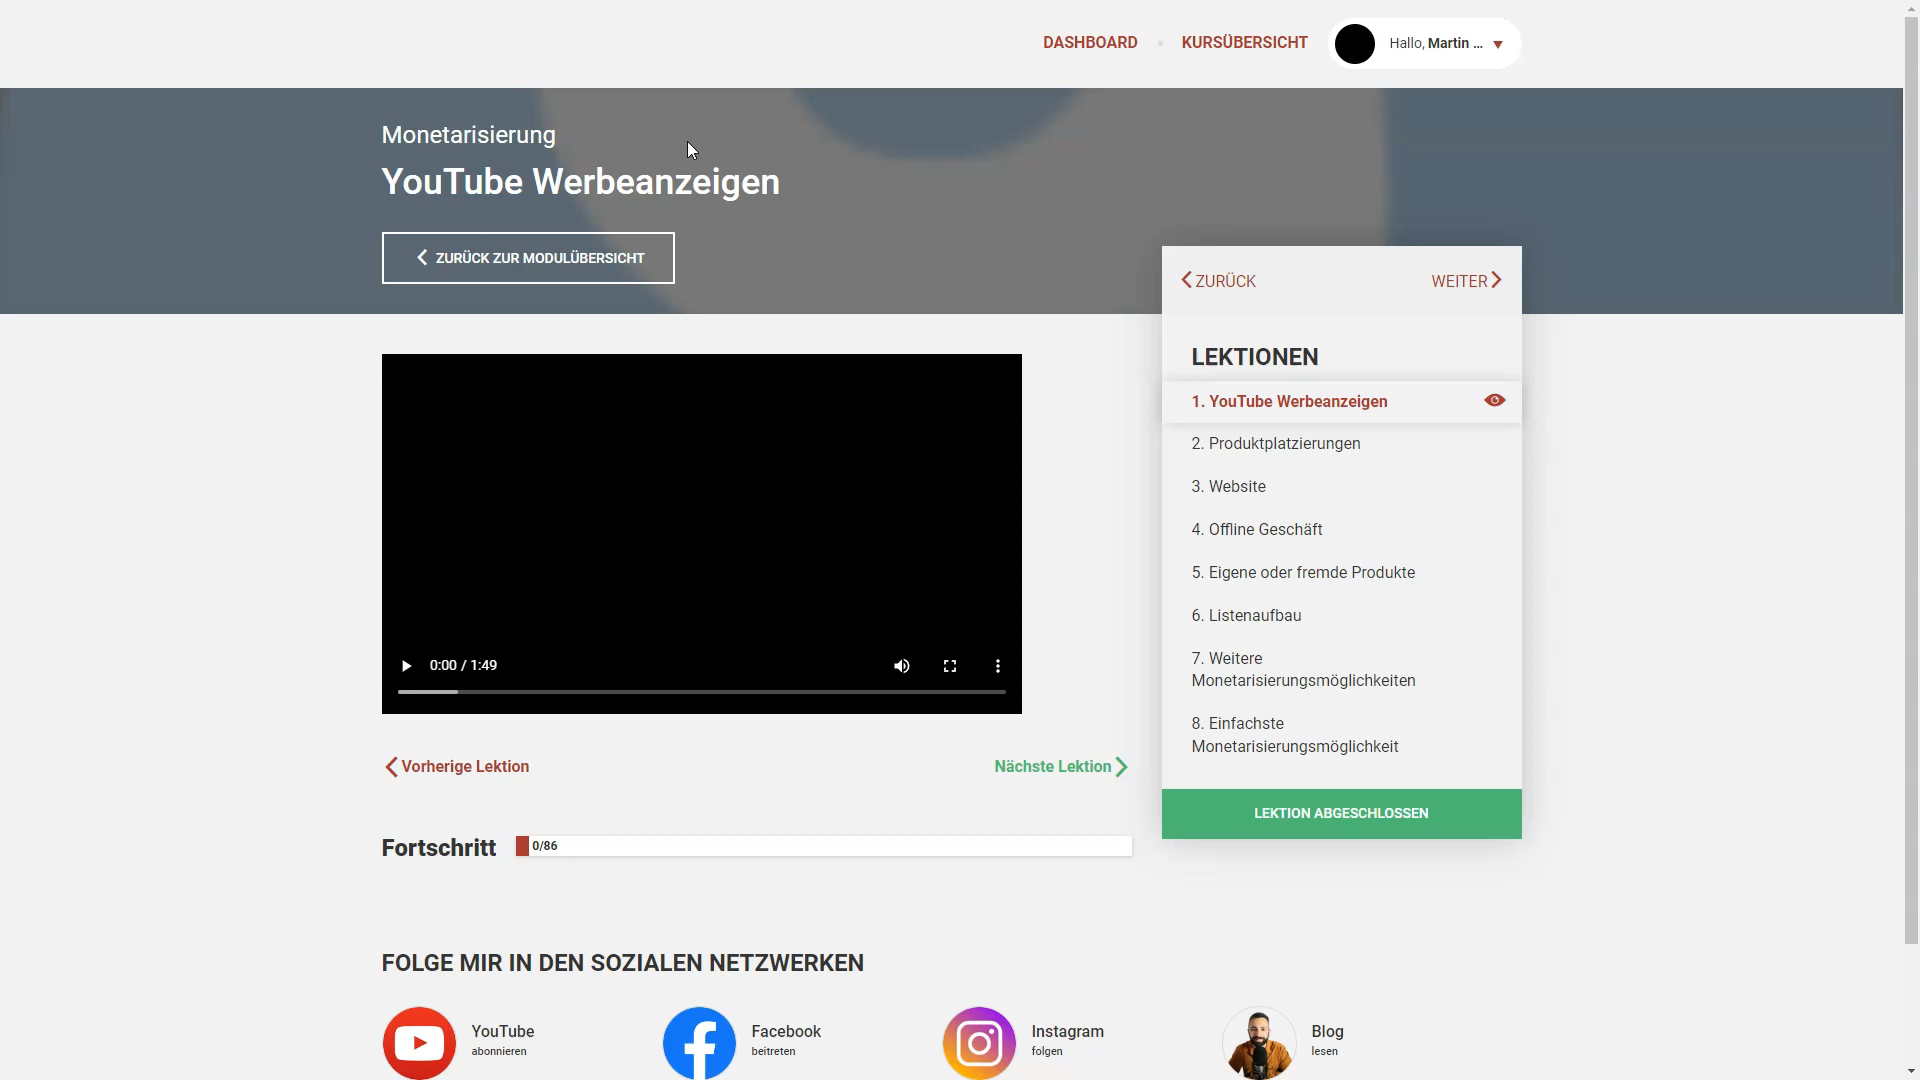 DASHBOARD
KURSÜBERSICHT
Hallo, Martin ...
Monetarisierung
YouTube Werbeanzeigen
ZURÜCK ZUR MODULÜBERSICHT
ZURÜCK
WEITER
LEKTIONEN
1. YouTube Werbeanzeigen
2. Produktplatzierungen
3. Website
4. Offline Geschäft
5. Eigene oder fremde Produkte
6. Listenaufbau
7. Weitere
Monetarisierungsmöglichkeiten
8. Einfachste
Monetarisierungsmöglichkeit
LEKTION ABGESCHLOSSEN
0:00 / 1:49
Vorherige Lektion
Nächste Lektion
Fortschritt
0/86
FOLGE MIR IN DEN SOZIALEN NETZWERKEN
YouTube
abonnieren
Facebook
beitreten
Instagram
folgen
Blog
lesen